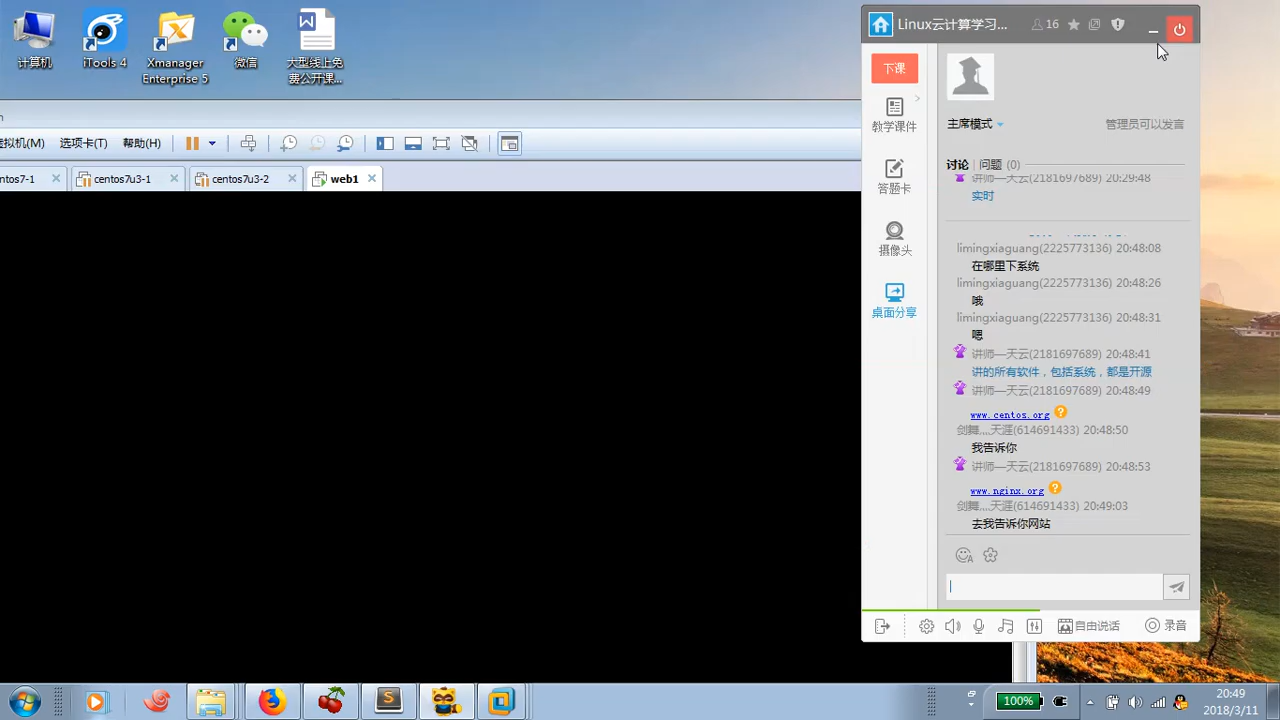 计算机
iTools 4
Xmanager
Enterprise 5
微信
大型线上免
费公开课...
n
虚拟机(M) 选项卡(T) 帮助(H)
ntos7-1 centos7u3-1 centos7u3-2 web1
Linux云计算学习... 16
下课
教学课件
答题卡
摄像头
桌面分享
主席模式 管理员可以发言
讨论 问题 (0)
讲师—天云(2181697689) 20:29:48
实时
limingxiaguang(2225773136) 20:48:08
在哪里下系统
limingxiaguang(2225773136) 20:48:26
哦
limingxiaguang(2225773136) 20:48:31
嗯
讲师—天云(2181697689) 20:48:41
讲的所有软件，包括系统，都是开源
讲师—天云(2181697689) 20:48:49
www.centos.org
剑舞....天涯(614691433) 20:48:50
我告诉你
讲师—天云(2181697689) 20:48:53
www.nginx.org
剑舞....天涯(614691433) 20:49:03
去我告诉你网站
自由说话 录音
100%
20:49
2018/3/11